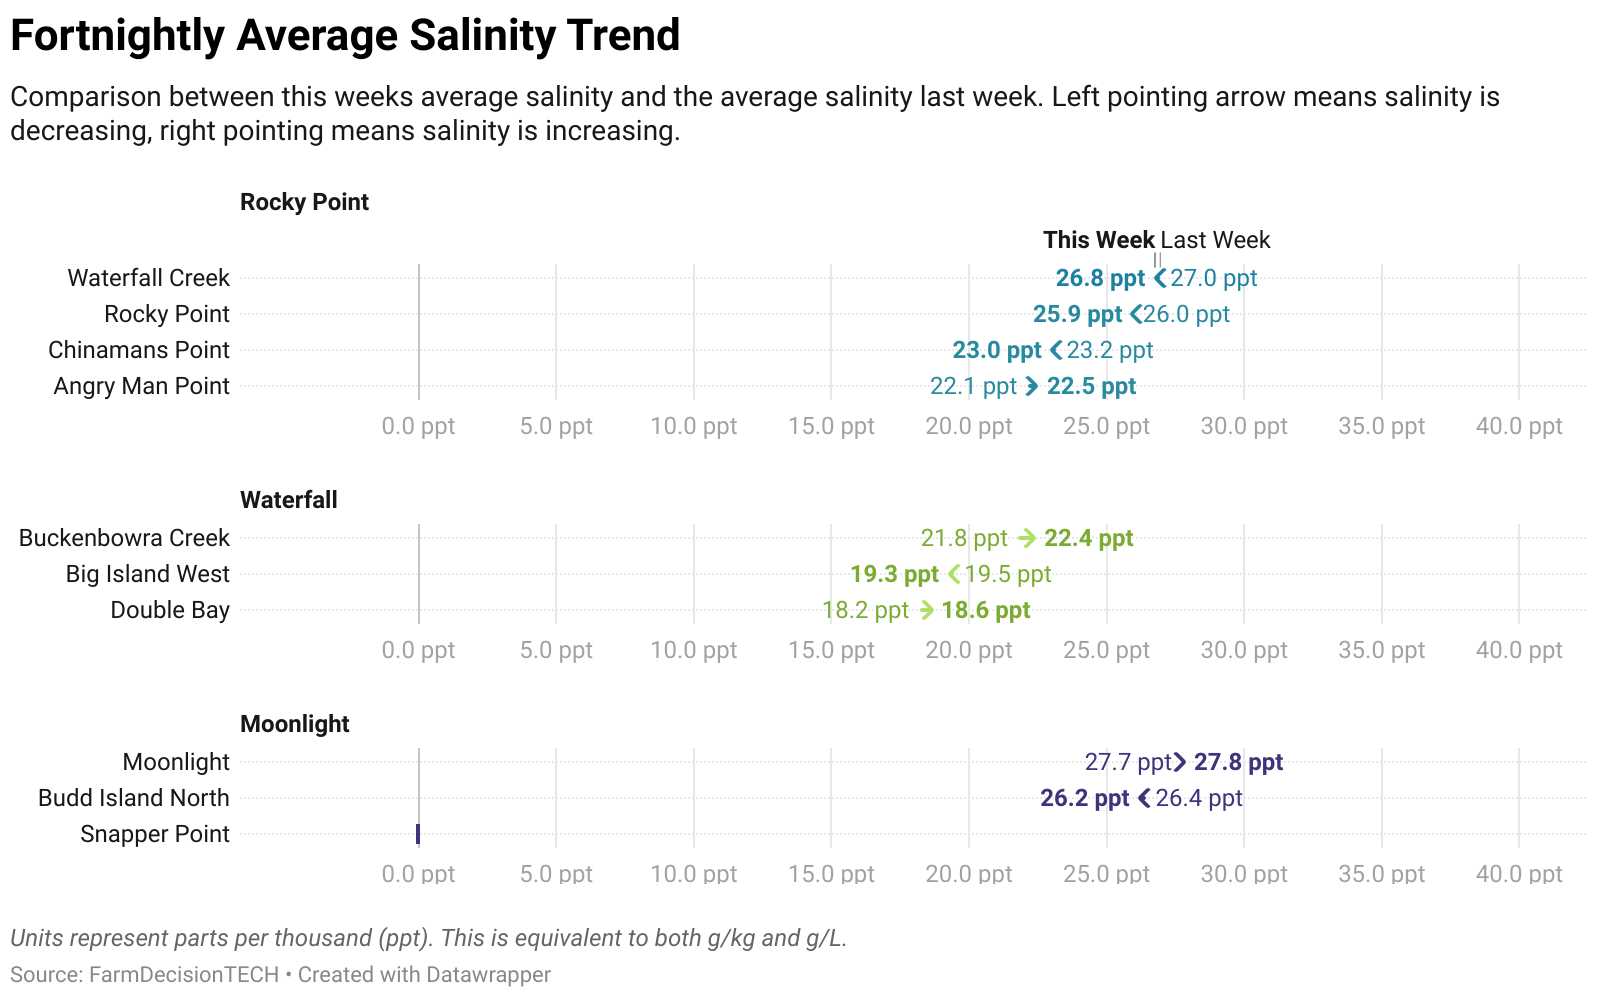 Fortnightly Average Salinity Trend
Comparison between this weeks average salinity and the average salinity last week. Left pointing arrow means salinity is
decreasing, right pointing means salinity is increasing.
Rocky Point
This Week Last Week
Waterfall Creek 26.8 ppt 27.0 ppt
Rocky Point 25.9 ppt 26.0 ppt
Chinamans Point 23.0 ppt 23.2 ppt
Angry Man Point 22.1 ppt 22.5 ppt
0.0 ppt 5.0 ppt 10.0 ppt 15.0 ppt 20.0 ppt 25.0 ppt 30.0 ppt 35.0 ppt 40.0 ppt
Waterfall
Buckenbowra Creek 21.8 ppt 22.4 ppt
Big Island West 19.3 ppt 19.5 ppt
Double Bay 18.2 ppt 18.6 ppt
0.0 ppt 5.0 ppt 10.0 ppt 15.0 ppt 20.0 ppt 25.0 ppt 30.0 ppt 35.0 ppt 40.0 ppt
Moonlight
Moonlight 27.7 ppt 27.8 ppt
Budd Island North 26.2 ppt 26.4 ppt
Snapper Point
0.0 ppt 5.0 ppt 10.0 ppt 15.0 ppt 20.0 ppt 25.0 ppt 30.0 ppt 35.0 ppt 40.0 ppt
Units represent parts per thousand (ppt). This is equivalent to both g/kg and g/L.
Source: FarmDecisionTECH • Created with Datawrapper